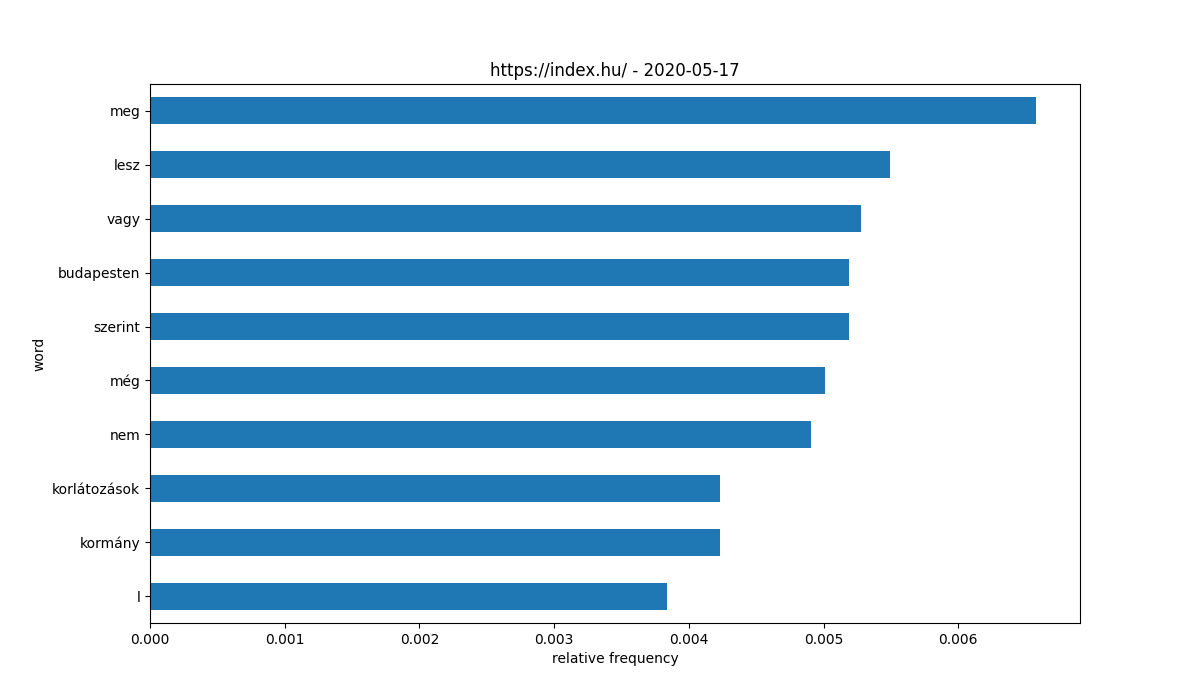 https://index.hu/ - 2020-05-17
meg
lesz
vagy
budapesten
szerint
még
nem
korlátozások
kormány
l
word
0.000 0.001 0.002 0.003 0.004 0.005 0.006
relative frequency